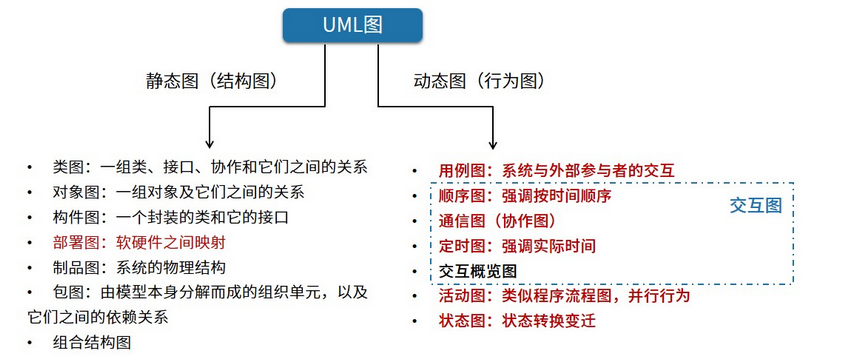 UML图
静态图（结构图）
动态图（行为图）
• 类图：一组类、接口、协作和它们之间的关系
• 对象图：一组对象及它们之间的关系
• 构件图：一个封装的类和它的接口
• 部署图：软硬件之间映射
• 制品图：系统的物理结构
• 包图：由模型本身分解而成的组织单元，以及
它们之间的依赖关系
• 组合结构图
• 用例图：系统与外部参与者的交互
• 顺序图：强调按时间顺序
• 通信图（协作图）
• 定时图：强调实际时间
• 交互概览图
• 活动图：类似程序流程图，并行行为
• 状态图：状态转换变迁
交互图